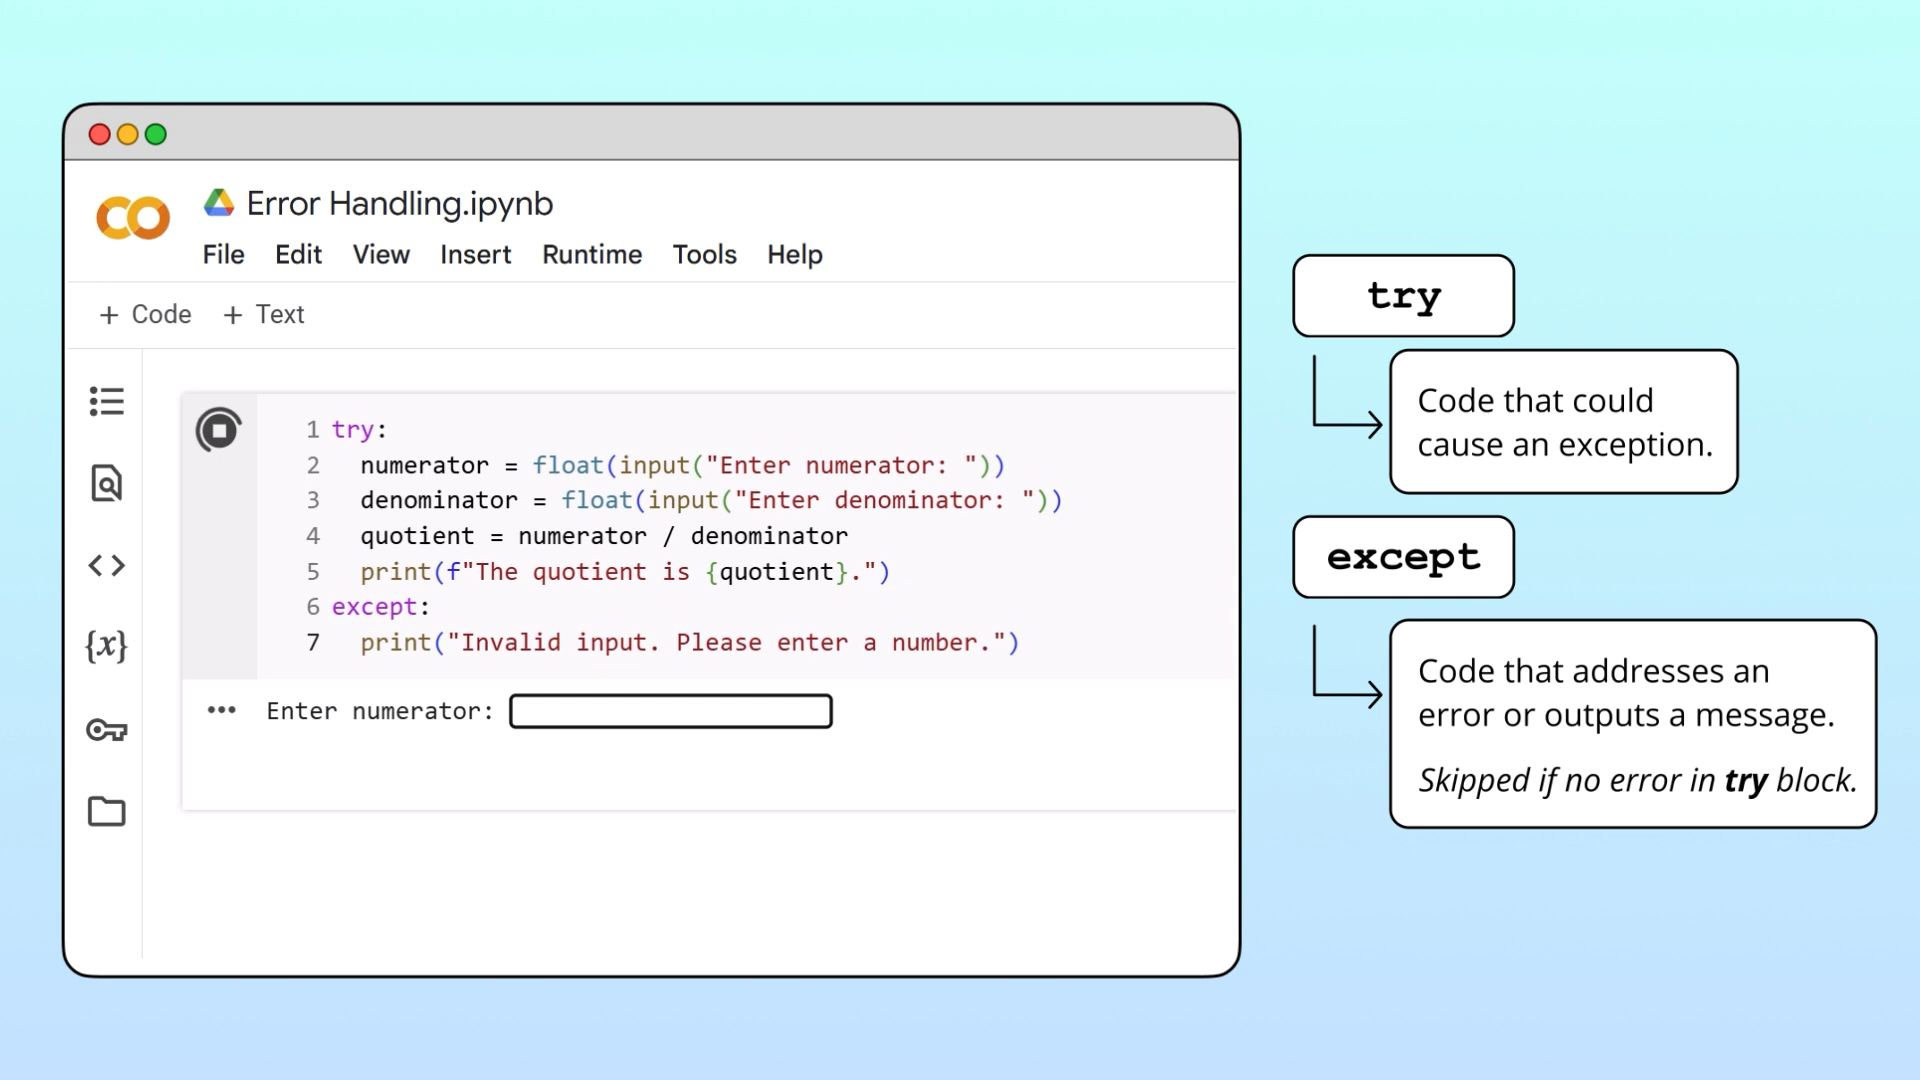 Error Handling.ipynb
File Edit View Insert Runtime Tools Help
+ Code + Text
1 try:
2 numerator = float(input("Enter numerator: "))
3 denominator = float(input("Enter denominator: "))
4 quotient = numerator / denominator
5 print(f"The quotient is {quotient}.")
6 except:
7 print("Invalid input. Please enter a number.")
Enter numerator:
try
Code that could
cause an exception.
except
Code that addresses an
error or outputs a message.
Skipped if no error in try block.